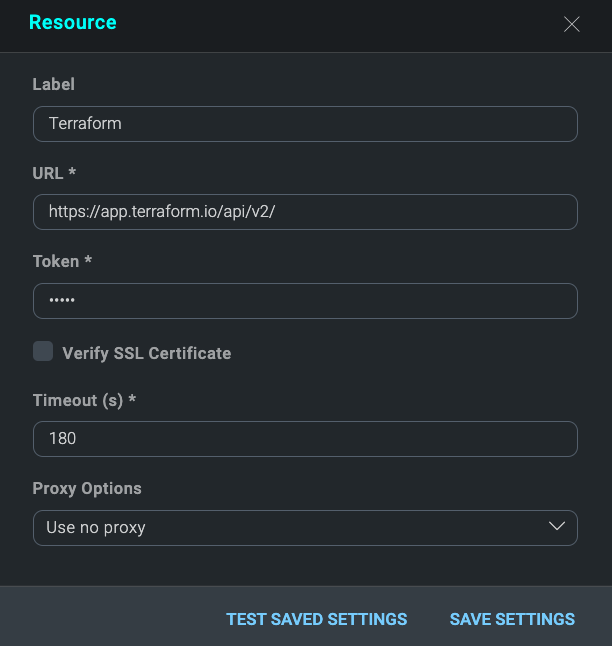 Resource
Label
Terraform
URL *
https://app.terraform.io/api/v2/
Token *
•••••
Verify SSL Certificate
Timeout (s) *
180
Proxy Options
Use no proxy
TEST SAVED SETTINGS SAVE SETTINGS